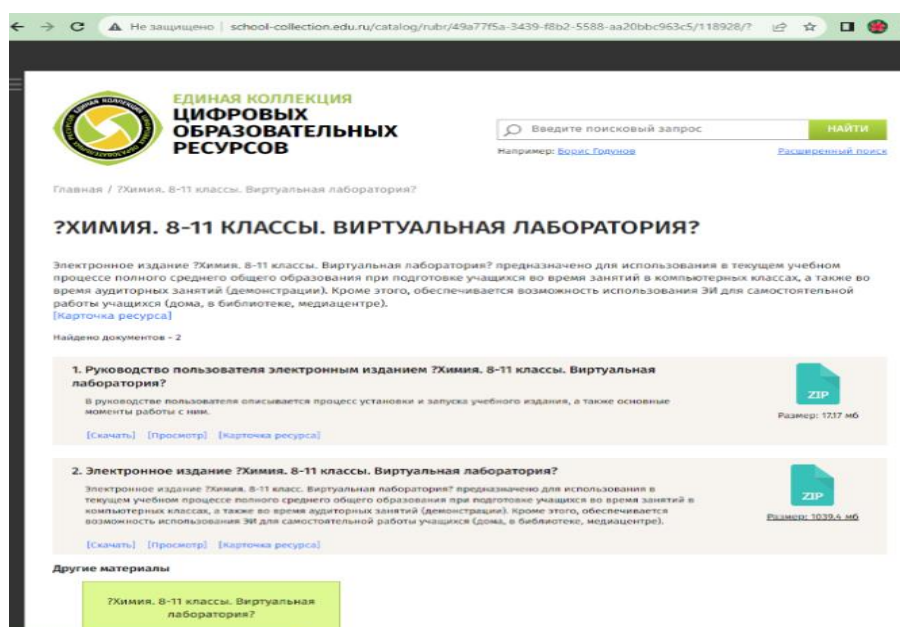 Не защищено school-collection.edu.ru/catalog/rubr/49a77f5a-3439-f8b2-5588-aa20bbc963c5/118928/?
ЕДИНАЯ КОЛЛЕКЦИЯ
ЦИФРОВЫХ
ОБРАЗОВАТЕЛЬНЫХ
РЕСУРСОВ
Введите поисковый запрос
НАЙТИ
Например: Борис Годунов
Расширенный поиск
Главная / ?Химия. 8-11 классы. Виртуальная лаборатория?
?ХИМИЯ. 8-11 КЛАССЫ. ВИРТУАЛЬНАЯ ЛАБОРАТОРИЯ?
Электронное издание ?Химия. 8-11 классы. Виртуальная лаборатория? предназначено для использования в текущем учебном
процессе полного среднего общего образования при подготовке учащихся во время занятий в компьютерных классах, а также во
время аудиторных занятий (демонстрации). Кроме этого, обеспечивается возможность использования ЭИ для самостоятельной
работы учащихся (дома, в библиотеке, медиацентре).
[Карточка ресурса]
Найдено документов - 2
1. Руководство пользователя электронным изданием ?Химия. 8-11 классы. Виртуальная
лаборатория?
В руководстве пользователя описывается процесс установки и запуска учебного издания, а также основные
моменты работы с ним.
[Скачать] [Просмотр] [Карточка ресурса]
ZIP
Размер: 17.17 мб
2. Электронное издание ?Химия. 8-11 классы. Виртуальная лаборатория?
Электронное издание ?Химия. 8-11 класс. Виртуальная лаборатория? предназначено для использования в
текущем учебном процессе полного среднего общего образования при подготовке учащихся во время занятий в
компьютерных классах, а также во время аудиторных занятий (демонстрации). Кроме этого, обеспечивается
возможность использования ЭИ для самостоятельной работы учащихся (дома, в библиотеке, медиацентре).
[Скачать] [Просмотр] [Карточка ресурса]
ZIP
Размер: 1039.4 мб
Другие материалы
?Химия. 8-11 классы. Виртуальная
лаборатория?